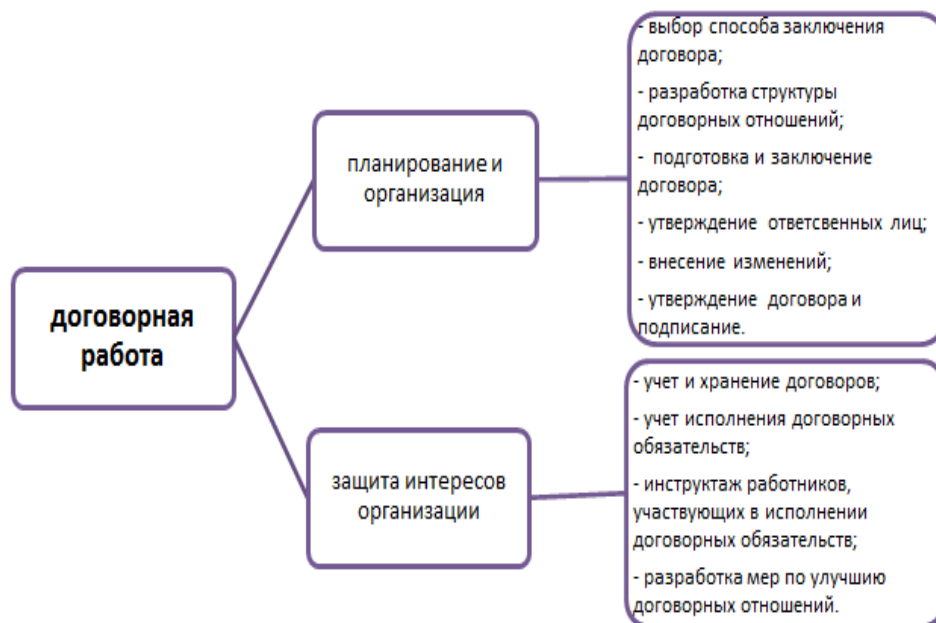 договорная
работа
планирование и
организация
- выбор способа заключения
договора;
- разработка структуры
договорных отношений;
- подготовка и заключение
договора;
- утверждение ответсвенных лиц;
- внесение изменений;
- утверждение договора и
подписание.
защита интересов
организации
- учет и хранение договоров;
- учет исполнения договорных
обязательств;
- инструктаж работников,
участвующих в исполнении
договорных обязательств;
- разработка мер по улучшию
договорных отношений.